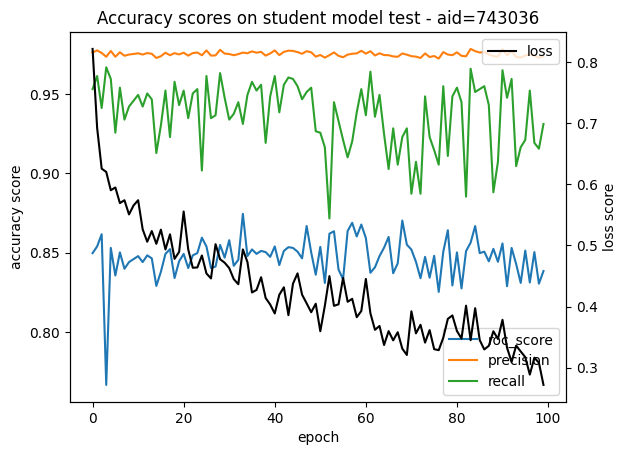 Accuracy scores on student model test - aid=743036
loss
accuracy score
0.95
0.90
0.85
0.80
0.8
0.7
0.6
0.5
0.4
0.3
loss score
roc_score
precision
recall
0
20
40
60
80
100
epoch